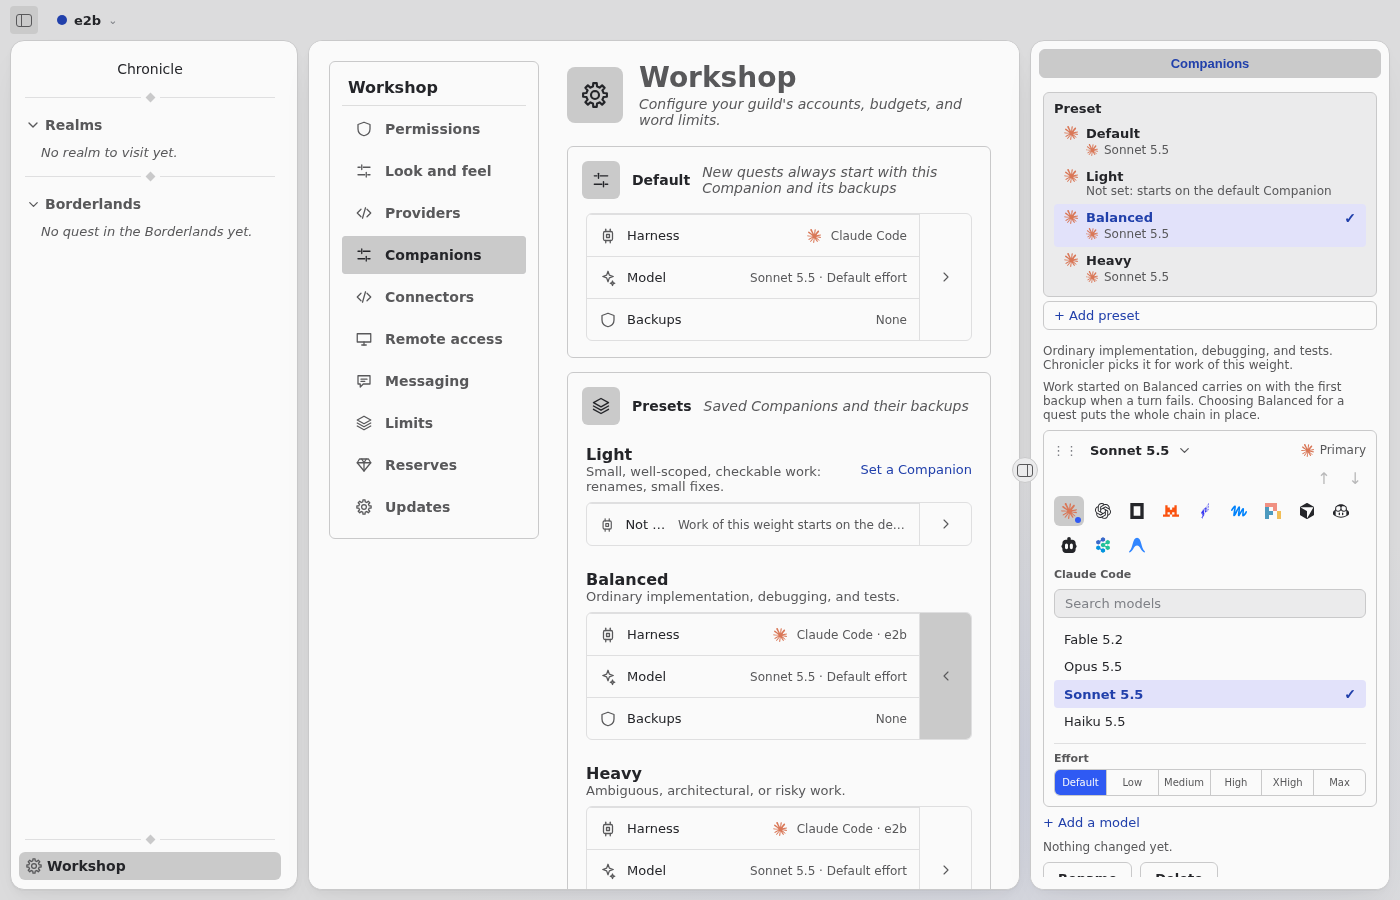 e2b
Chronicle
Realms
No realm to visit yet.
Borderlands
No quest in the Borderlands yet.
Workshop
Workshop
Permissions
Look and feel
Providers
Companions
Connectors
Remote access
Messaging
Limits
Reserves
Updates
Workshop
Configure your guild's accounts, budgets, and
word limits.
Default
New quests always start with this
Companion and its backups
Harness
Claude Code
Model
Sonnet 5.5 · Default effort
Backups
None
Presets
Saved Companions and their backups
Light
Small, well-scoped, checkable work:
renames, small fixes.
Set a Companion
Not ...
Work of this weight starts on the de...
Balanced
Ordinary implementation, debugging, and tests.
Harness
Claude Code · e2b
Model
Sonnet 5.5 · Default effort
Backups
None
Heavy
Ambiguous, architectural, or risky work.
Harness
Claude Code · e2b
Model
Sonnet 5.5 · Default effort
Companions
Preset
Default
Sonnet 5.5
Light
Not set: starts on the default Companion
Balanced
Sonnet 5.5
Heavy
Sonnet 5.5
+ Add preset
Ordinary implementation, debugging, and tests.
Chronicler picks it for work of this weight.
Work started on Balanced carries on with the first
backup when a turn fails. Choosing Balanced for a
quest puts the whole chain in place.
Sonnet 5.5
Primary
Claude Code
Search models
Fable 5.2
Opus 5.5
Sonnet 5.5
Haiku 5.5
Effort
Default
Low
Medium
High
XHigh
Max
+ Add a model
Nothing changed yet.
Rename
Delete